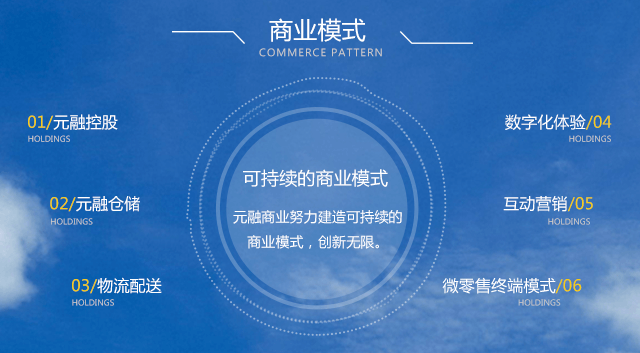 商业模式
COMMERCE PATTERN
01/元融控股
HOLDINGS
02/元融仓储
HOLDINGS
03/物流配送
HOLDINGS
可持续的商业模式
元融商业努力建造可持续的
商业模式，创新无限。
数字化体验/04
HOLDINGS
互动营销/05
HOLDINGS
微零售终端模式/06
HOLDINGS